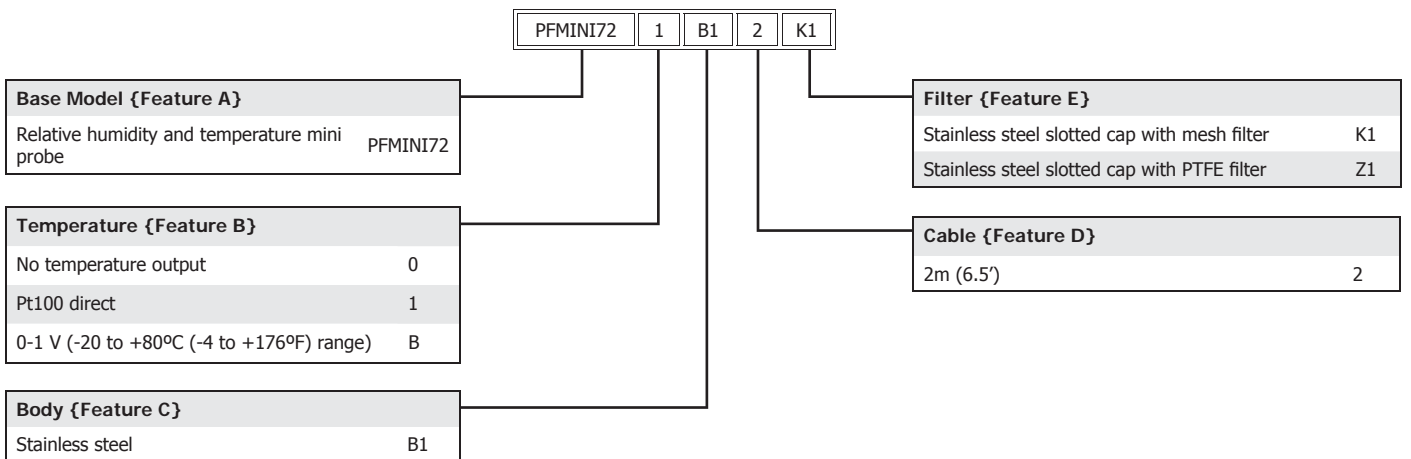 PFMINI72 1 B1 2 K1
Base Model {Feature A}
Relative humidity and temperature mini
probe PFMINI72
Temperature {Feature B}
No temperature output 0
Pt100 direct 1
0-1 V (-20 to +80ºC (-4 to +176ºF) range) B
Body {Feature C}
Stainless steel B1
Filter {Feature E}
Stainless steel slotted cap with mesh filter K1
Stainless steel slotted cap with PTFE filter Z1
Cable {Feature D}
2m (6.5’) 2